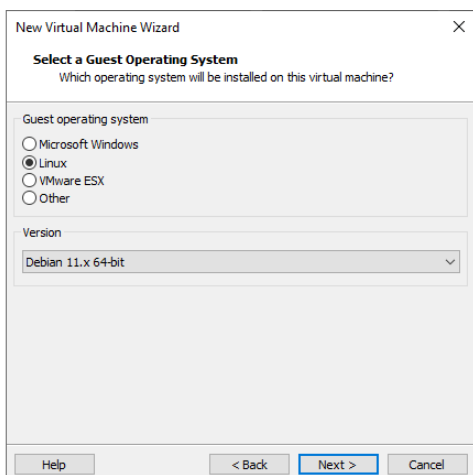 New Virtual Machine Wizard
Select a Guest Operating System
Which operating system will be installed on this virtual machine?
Guest operating system
Microsoft Windows
Linux
VMware ESX
Other
Version
Debian 11.x 64-bit
Help
< Back
Next >
Cancel